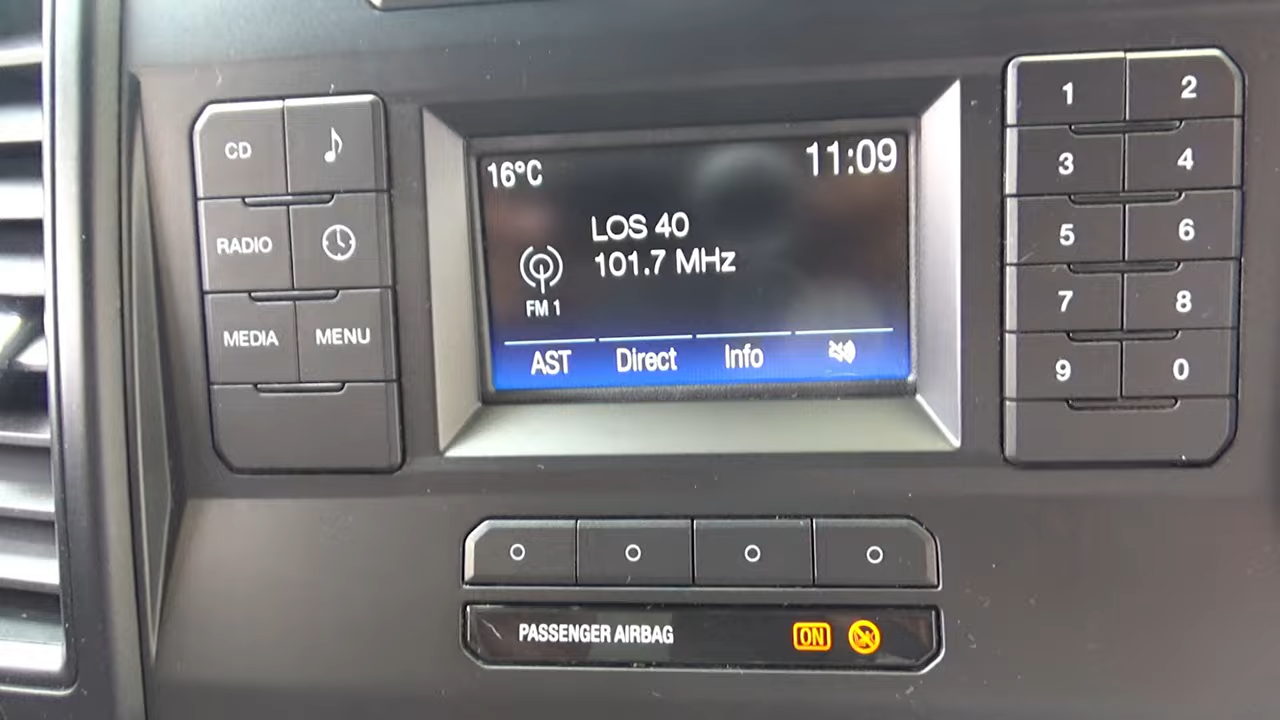 CD
RADIO
MEDIA MENU
16°C 11:09
LOS 40
101.7 MHz
FM 1
AST Direct Info
1 2
3 4
5 6
7 8
9 0
PASSENGER AIRBAG ON